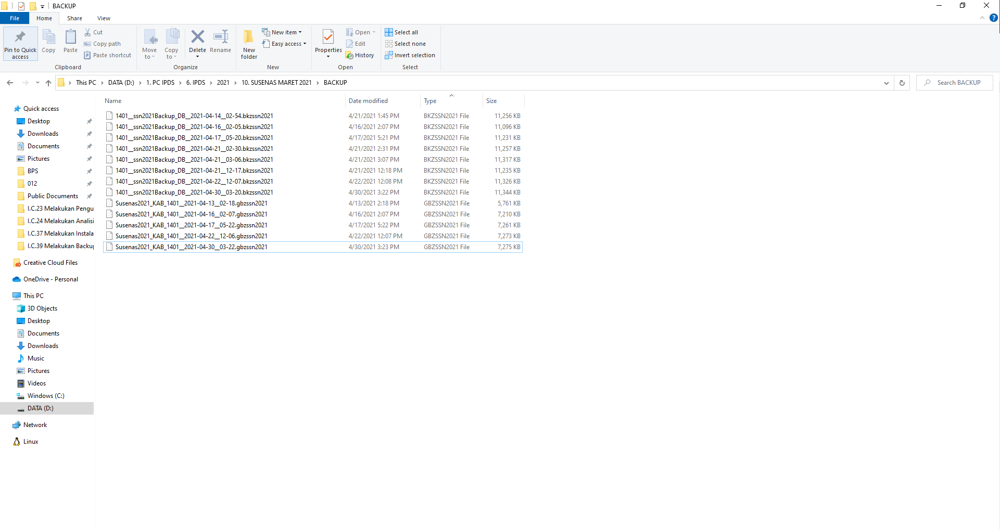 BACKUP
File Home Share View
Pin to Quick access
Copy
Paste
Cut
Copy path
Paste shortcut
Clipboard
Move to
Copy to
Delete
Rename
Organize
New folder
New item
Easy access
New
Properties
Open
Edit
History
Open
Select all
Select none
Invert selection
Select
This PC > DATA (D:) > 1. PC IPDS > 6. IPDS > 2021 > 10. SUSENAS MARET 2021 > BACKUP
Search BACKUP
Quick access
Desktop
Downloads
Documents
Pictures
BPS
012
Public Documents
I.C.23 Melakukan Pengu
I.C.24 Melakukan Analisi
I.C.37 Melakukan Instala
I.C.39 Melakukan Backup
Creative Cloud Files
OneDrive - Personal
This PC
3D Objects
Desktop
Documents
Downloads
Music
Pictures
Videos
Windows (C:)
DATA (D:)
Network
Linux
Name Date modified Type Size
1401__ssn2021Backup_DB__2021-04-14__02-54.bkzssn2021 4/21/2021 1:45 PM BKZSSN2021 File 11,256 KB
1401__ssn2021Backup_DB__2021-04-16__02-05.bkzssn2021 4/16/2021 2:07 PM BKZSSN2021 File 11,096 KB
1401__ssn2021Backup_DB__2021-04-17__05-20.bkzssn2021 4/17/2021 5:21 PM BKZSSN2021 File 11,231 KB
1401__ssn2021Backup_DB__2021-04-21__02-30.bkzssn2021 4/21/2021 2:31 PM BKZSSN2021 File 11,257 KB
1401__ssn2021Backup_DB__2021-04-21__03-06.bkzssn2021 4/21/2021 3:07 PM BKZSSN2021 File 11,317 KB
1401__ssn2021Backup_DB__2021-04-21__12-17.bkzssn2021 4/21/2021 12:18 PM BKZSSN2021 File 11,235 KB
1401__ssn2021Backup_DB__2021-04-22__12-07.bkzssn2021 4/22/2021 12:08 PM BKZSSN2021 File 11,326 KB
1401__ssn2021Backup_DB__2021-04-30__03-20.bkzssn2021 4/30/2021 3:22 PM BKZSSN2021 File 11,344 KB
Susenas2021_KAB_1401__2021-04-13__02-18.gbzssn2021 4/13/2021 2:18 PM GBZSSN2021 File 5,761 KB
Susenas2021_KAB_1401__2021-04-16__02-07.gbzssn2021 4/16/2021 2:07 PM GBZSSN2021 File 7,210 KB
Susenas2021_KAB_1401__2021-04-17__05-22.gbzssn2021 4/17/2021 5:22 PM GBZSSN2021 File 7,261 KB
Susenas2021_KAB_1401__2021-04-22__12-06.gbzssn2021 4/22/2021 12:07 PM GBZSSN2021 File 7,273 KB
Susenas2021_KAB_1401__2021-04-30__03-22.gbzssn2021 4/30/2021 3:23 PM GBZSSN2021 File 7,275 KB